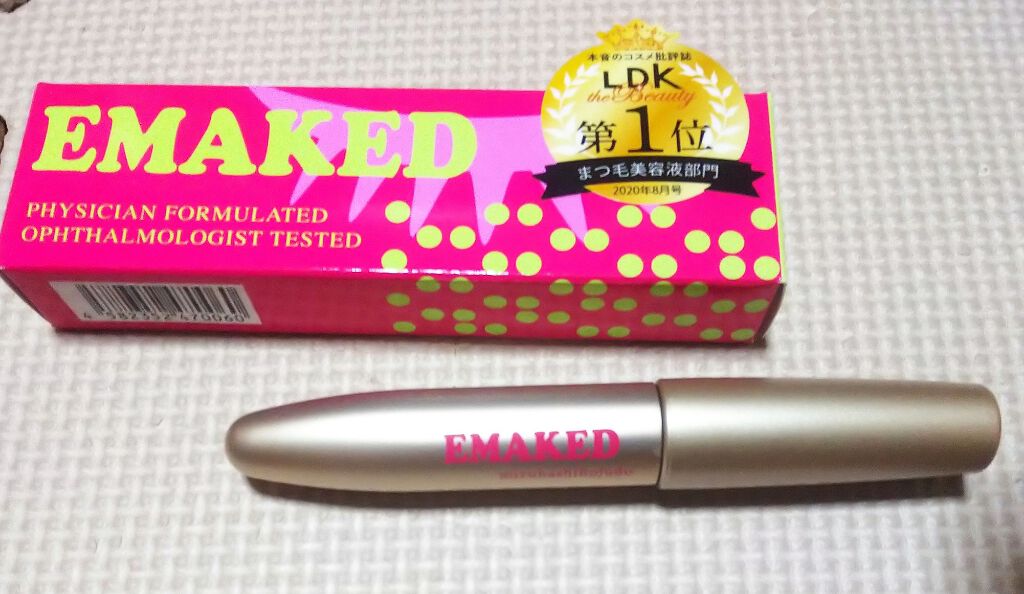 EMAKED
PHYSICIAN FORMULATED
OPHTHALMOLOGIST TESTED
本音のコスメ批評誌
LDK
the Beauty
第1位
まつ毛美容液部門
2020年8月号
EMAKED